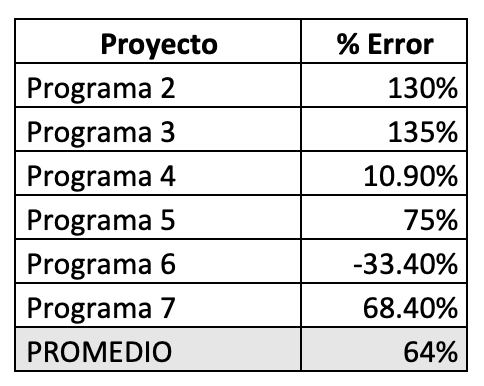 Proyecto % Error
Programa 2 130%
Programa 3 135%
Programa 4 10.90%
Programa 5 75%
Programa 6 -33.40%
Programa 7 68.40%
PROMEDIO 64%